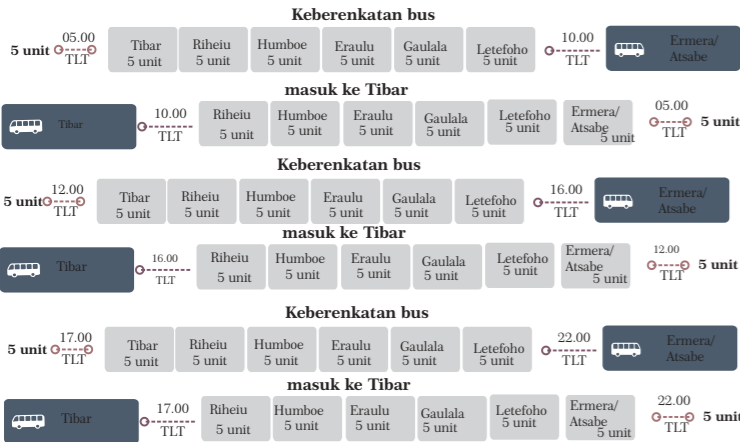 Keberenkatan bus
5 unit 05.00 TLT Tibar 5 unit Riheiu 5 unit Humboe 5 unit Eraulu 5 unit Gaulala 5 unit Letefoho 5 unit 10.00 TLT Ermera/ Atsabe
masuk ke Tibar
Tibar 10.00 TLT Riheiu 5 unit Humboe 5 unit Eraulu 5 unit Gaulala 5 unit Letefoho 5 unit Ermera/ Atsabe 5 unit 05.00 TLT 5 unit
Keberenkatan bus
5 unit 12.00 TLT Tibar 5 unit Riheiu 5 unit Humboe 5 unit Eraulu 5 unit Gaulala 5 unit Letefoho 5 unit 16.00 TLT Ermera/ Atsabe
masuk ke Tibar
Tibar 16.00 TLT Riheiu 5 unit Humboe 5 unit Eraulu 5 unit Gaulala 5 unit Letefoho 5 unit Ermera/ Atsabe 5 unit 12.00 TLT 5 unit
Keberenkatan bus
5 unit 17.00 TLT Tibar 5 unit Riheiu 5 unit Humboe 5 unit Eraulu 5 unit Gaulala 5 unit Letefoho 5 unit 22.00 TLT Ermera/ Atsabe
masuk ke Tibar
Tibar 17.00 TLT Riheiu 5 unit Humboe 5 unit Eraulu 5 unit Gaulala 5 unit Letefoho 5 unit Ermera/ Atsabe 5 unit 22.00 TLT 5 unit